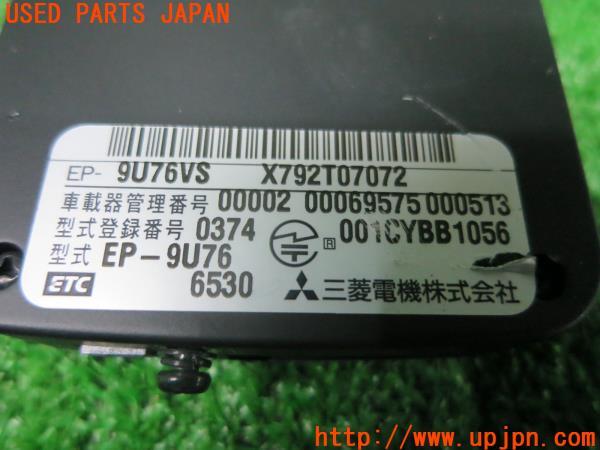 USED PARTS JAPAN
EP- 9U76VS X792T07072
車載器管理番号 00002 00069575 000513
型式登録番号 0374 R 001CYBB1056
型式 EP-9U76
ETC 6530 三菱電機株式会社
http://www.upjpn.com/